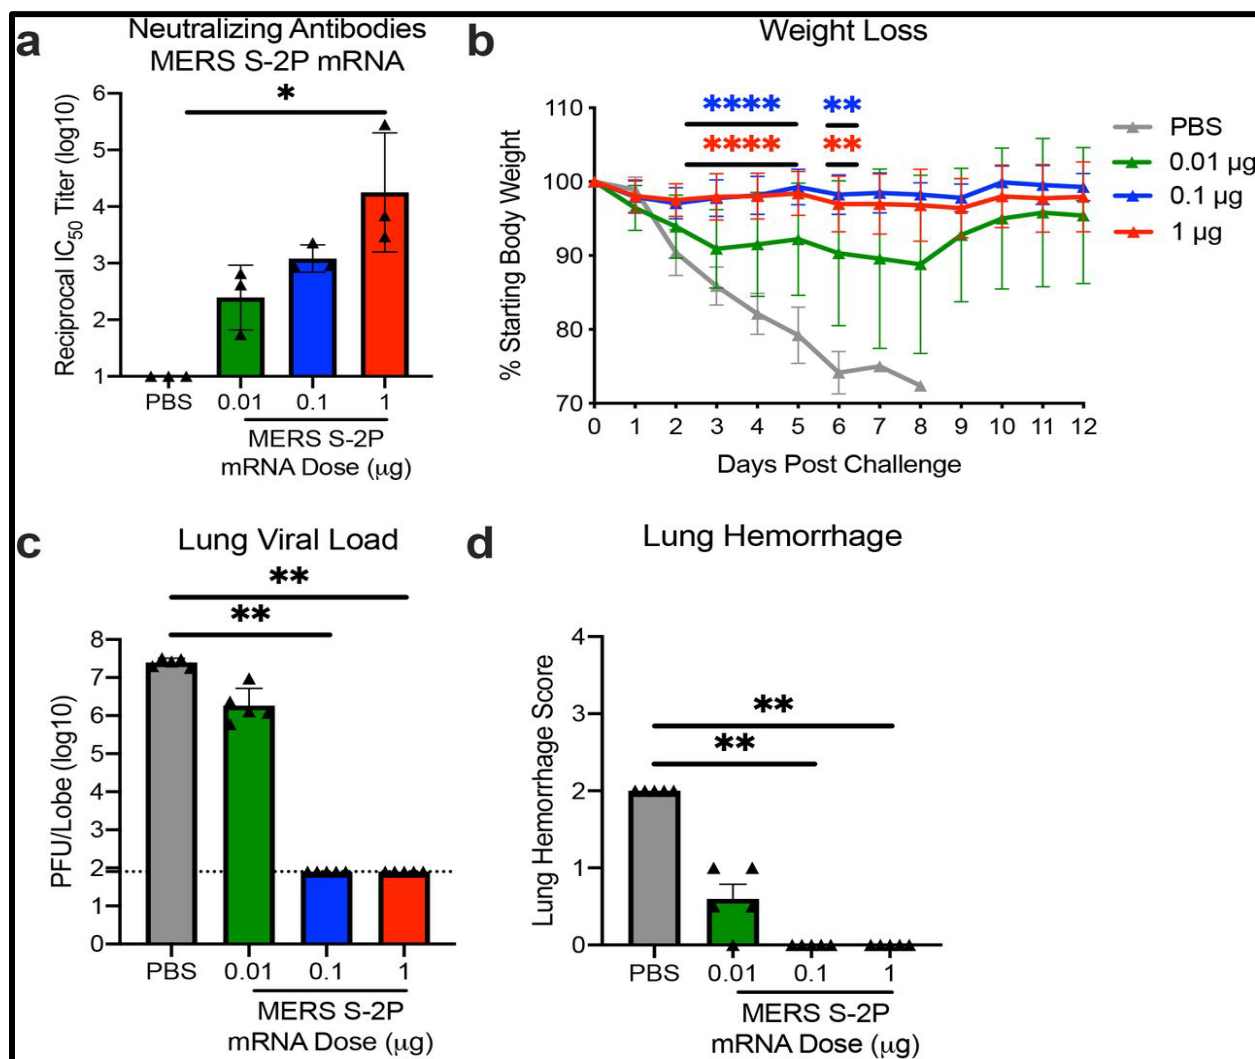 a
Neutralizing Antibodies
MERS S-2P mRNA
*
Reciprocal IC50 Titer (log10)
6
5
4
3
2
1
PBS
0.01
0.1
1
MERS S-2P
mRNA Dose (µg)
b
Weight Loss
**** **
**** **
% Starting Body Weight
110
100
90
80
70
0 1 2 3 4 5 6 7 8 9 10 11 12
Days Post Challenge
PBS
0.01 µg
0.1 µg
1 µg
c
Lung Viral Load
**
**
PFU/Lobe (log10)
8
7
6
5
4
3
2
1
0
PBS
0.01
0.1
1
MERS S-2P
mRNA Dose (µg)
d
Lung Hemorrhage
**
**
Lung Hemorrhage Score
4
3
2
1
0
PBS
0.01
0.1
1
MERS S-2P
mRNA Dose (µg)